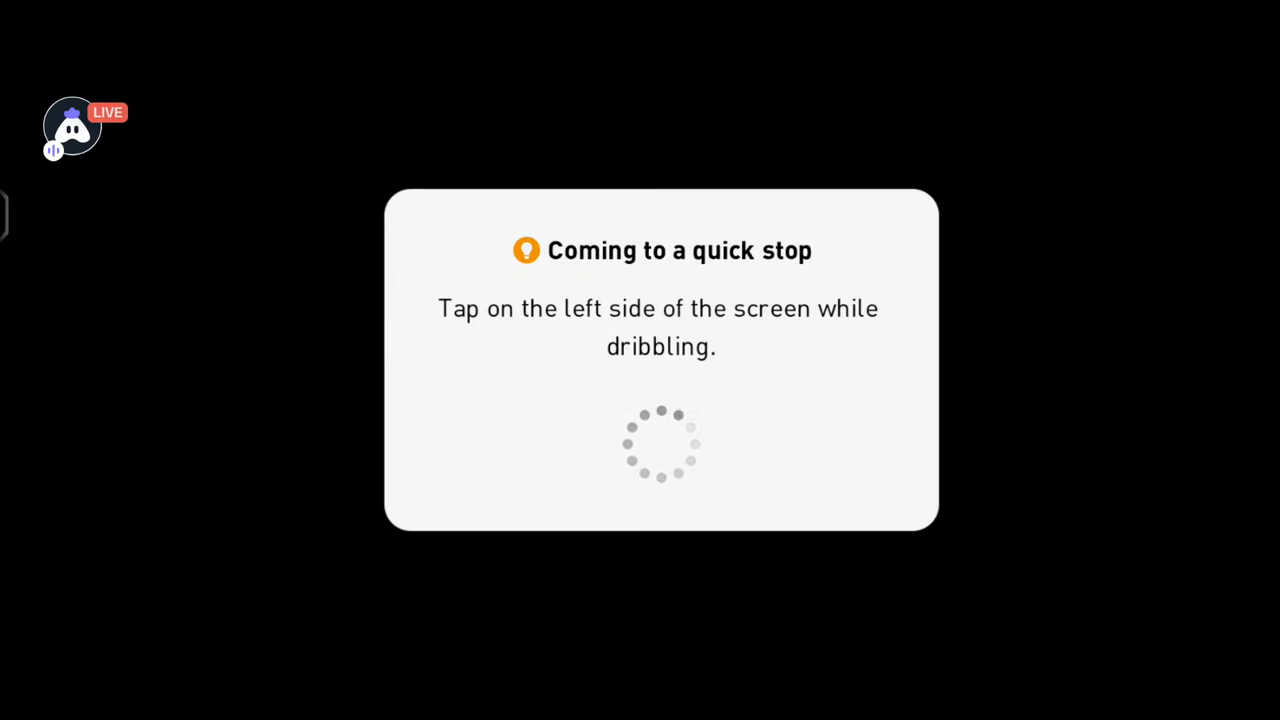 LIVE
Coming to a quick stop
Tap on the left side of the screen while
dribbling.